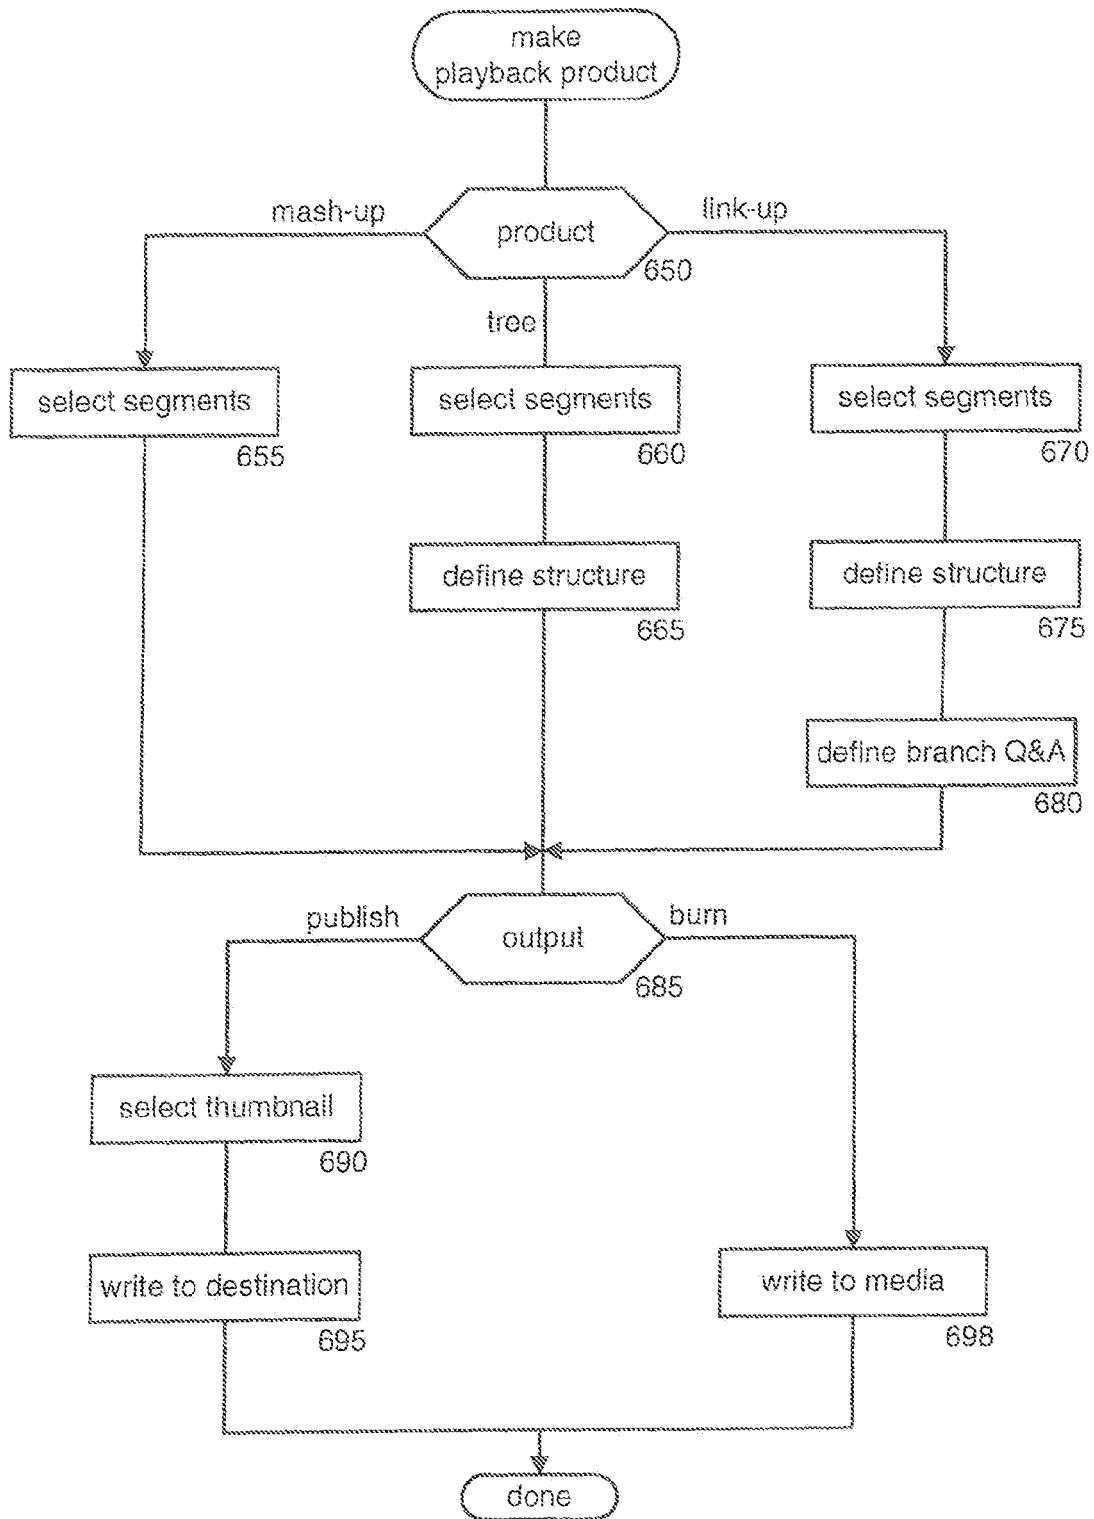 make
playback product
mash-up
link-up
product
650
tree
select segments
select segments
select segments
655
660
670
define structure
define structure
665
675
define branch Q&A
680
publish
burn
output
685
select thumbnail
690
write to destination
write to media
695
698
done